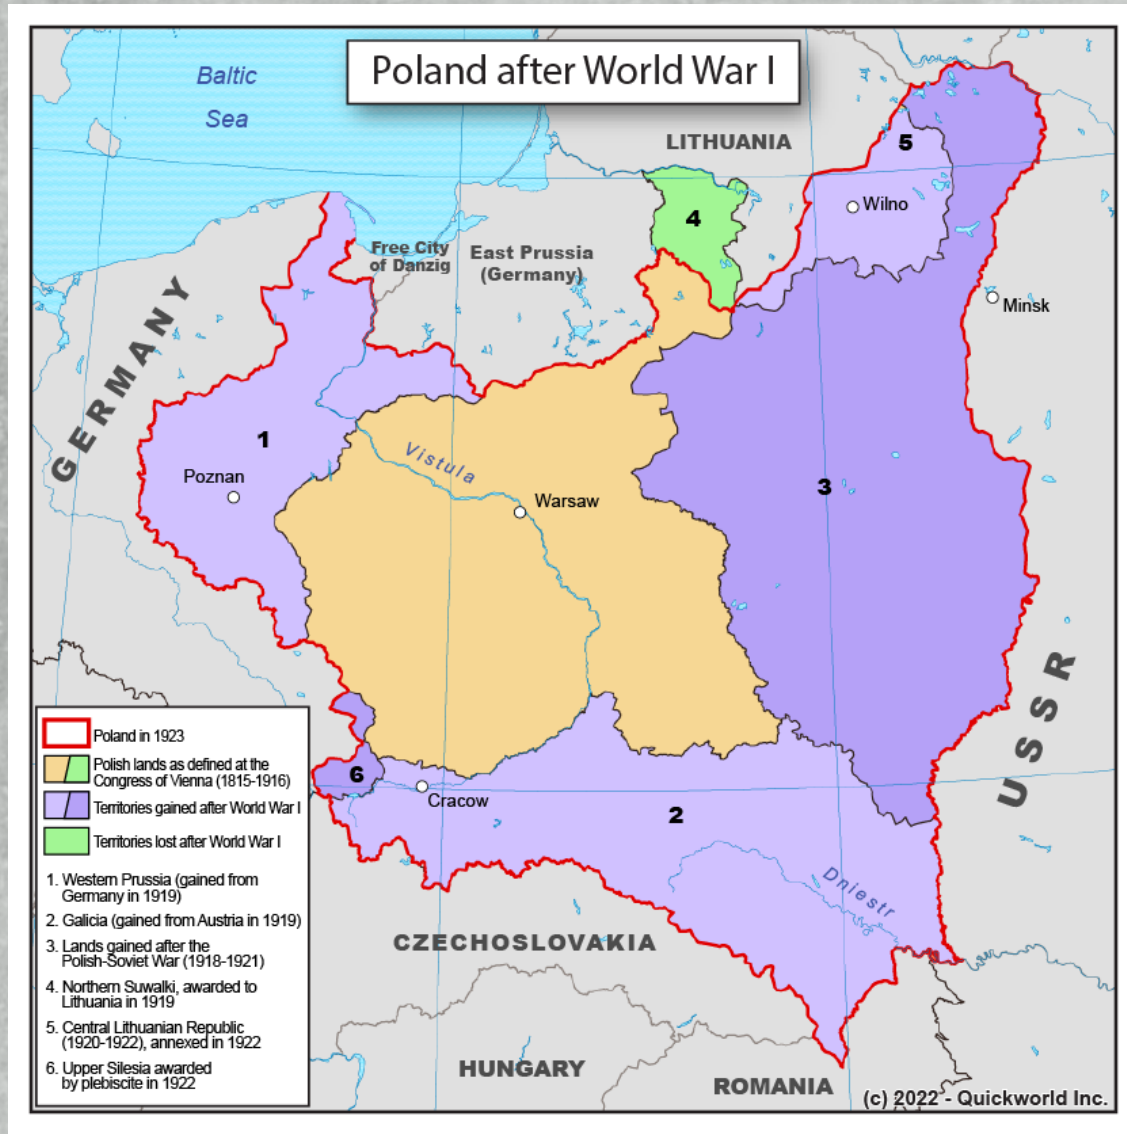 Poland after World War I
Baltic
Sea
LITHUANIA
5
Wilno
4
Free City
of Danzig
East Prussia
(Germany)
Minsk
GERMANY
1
Poznan
Vistula
Warsaw
3
USSR
6
Cracow
2
Dniestr
CZECHOSLOVAKIA
HUNGARY
ROMANIA
Poland in 1923
Polish lands as defined at the
Congress of Vienna (1815-1916)
Territories gained after World War I
Territories lost after World War I
1. Western Prussia (gained from
Germany in 1919)
2. Galicia (gained from Austria in 1919)
3. Lands gained after the
Polish-Soviet War (1918-1921)
4. Northern Suwalki, awarded to
Lithuania in 1919
5. Central Lithuanian Republic
(1920-1922), annexed in 1922
6. Upper Silesia awarded
by plebiscite in 1922
(c) 2022 - Quickworld Inc.